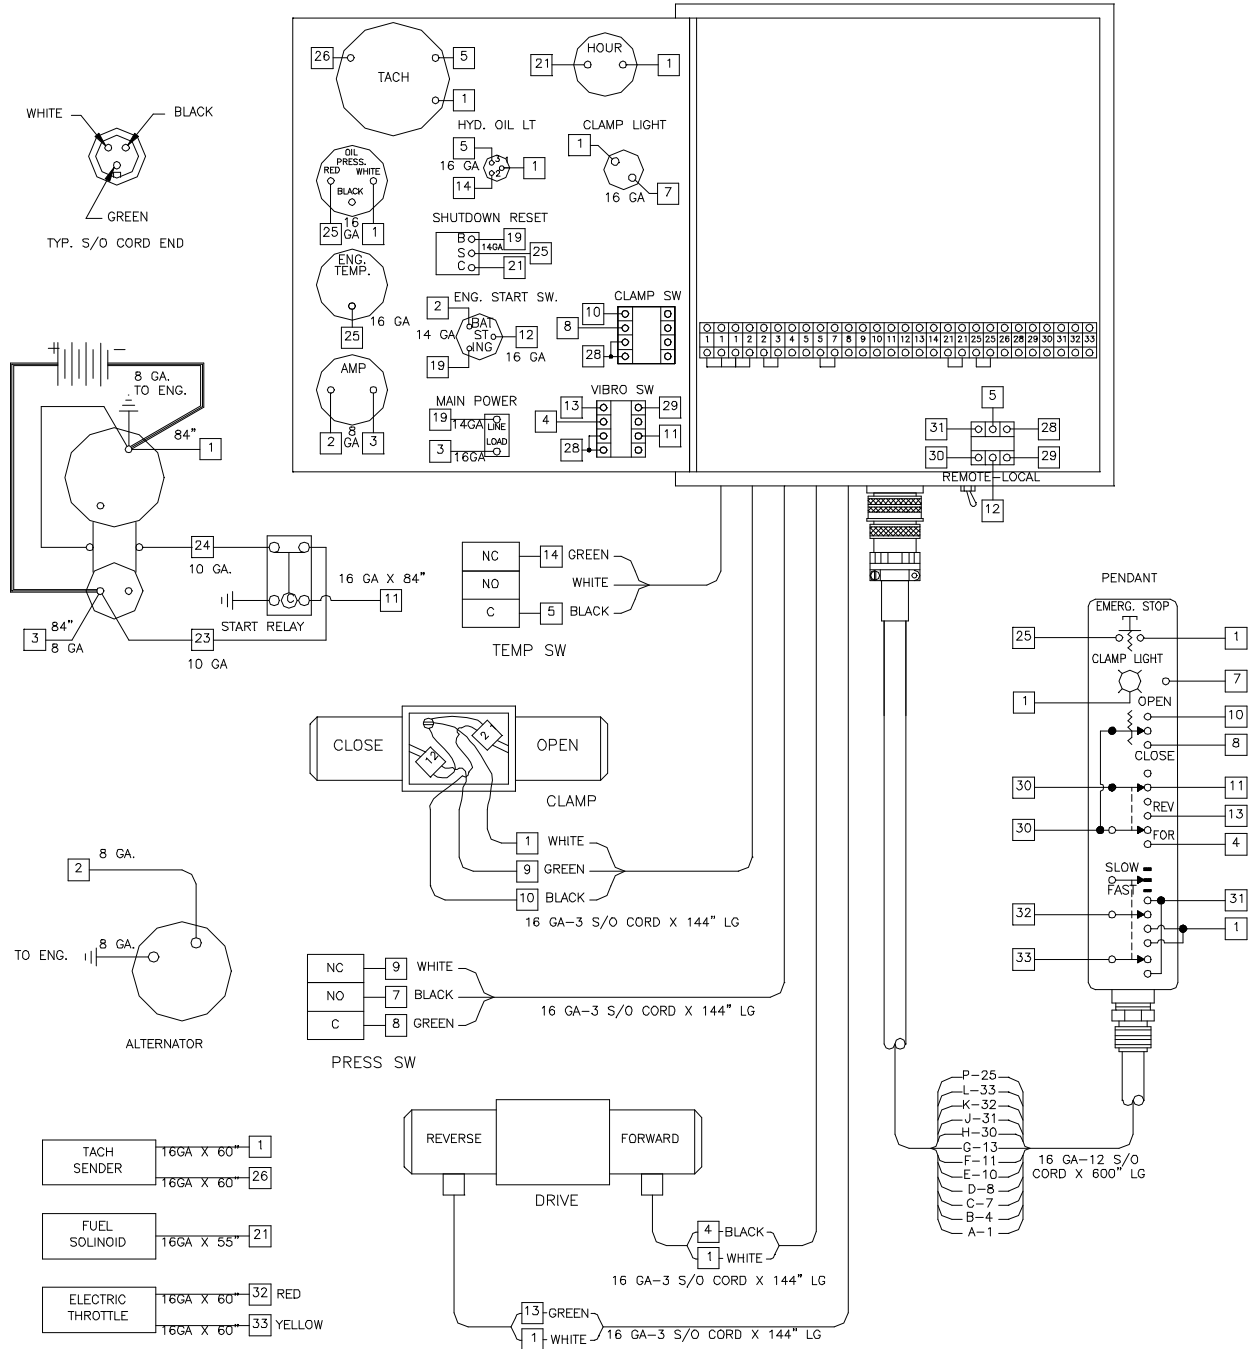 WHITE
BLACK
GREEN
TYP. S/O CORD END
26
5
TACH
1
HOUR
21
1
HYD. OIL LT
5
16 GA
3
1
2
1
14
CLAMP LIGHT
1
16 GA
7
OIL
PRESS.
RED
WHITE
BLACK
16
GA
25
1
SHUTDOWN RESET
B
19
14GA
S
25
C
21
ENG.
TEMP.
16 GA
25
ENG. START SW.
2
BAT
14 GA
ST
12
ING
16 GA
19
CLAMP SW
10
8
28
AMP
2
8
GA
3
MAIN POWER
19
14GA
LINE
LOAD
3
16GA
VIBRO SW
13
29
4
11
28
1 1 1 2 2 3 4 5 5 7 8 9 10 11 12 13 14 21 21 25 25 26 28 29 30 31 32 33
5
31
28
30
29
REMOTE-LOCAL
12
8 GA.
TO ENG.
84"
1
24
10 GA.
16 GA X 84"
C
11
START RELAY
3
84"
8 GA
23
10 GA
NC
14
GREEN
NO
WHITE
C
5
BLACK
TEMP SW
CLOSE
12
21
OPEN
CLAMP
1
WHITE
9
GREEN
10
BLACK
16 GA-3 S/O CORD X 144" LG
2
8 GA.
TO ENG.
8 GA.
ALTERNATOR
NC
9
WHITE
NO
7
BLACK
C
8
GREEN
16 GA-3 S/O CORD X 144" LG
PRESS SW
REVERSE
FORWARD
DRIVE
4
BLACK
1
WHITE
16 GA-3 S/O CORD X 144" LG
13
GREEN
1
WHITE
16 GA-3 S/O CORD X 144" LG
TACH
SENDER
16GA X 60"
1
16GA X 60"
26
FUEL
SOLINOID
16GA X 55"
21
ELECTRIC
THROTTLE
16GA X 60"
32
RED
16GA X 60"
33
YELLOW
PENDANT
EMERG. STOP
25
1
CLAMP LIGHT
7
1
OPEN
10
8
CLOSE
30
11
REV
13
30
FOR
4
SLOW
FAST
31
32
1
33
P-25
L-33
K-32
J-31
H-30
G-13
F-11
E-10
D-8
C-7
B-4
A-1
16 GA-12 S/O
CORD X 600" LG